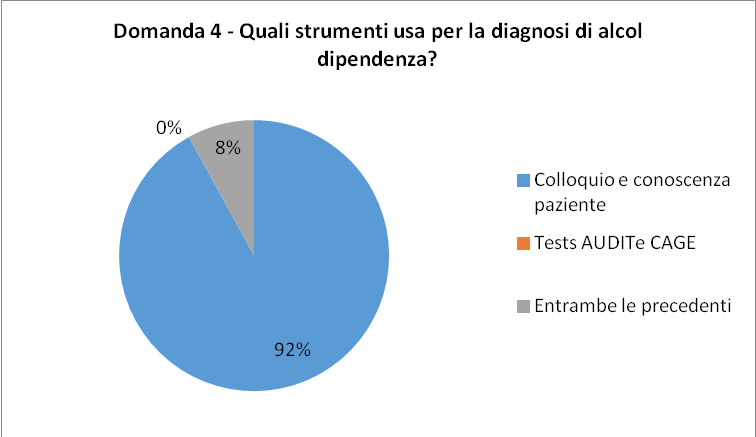 Domanda 4 - Quali strumenti usa per la diagnosi di alcol
dipendenza?
0%
8%
92%
Colloquio e conoscenza
paziente
Tests AUDITe CAGE
Entrambe le precedenti